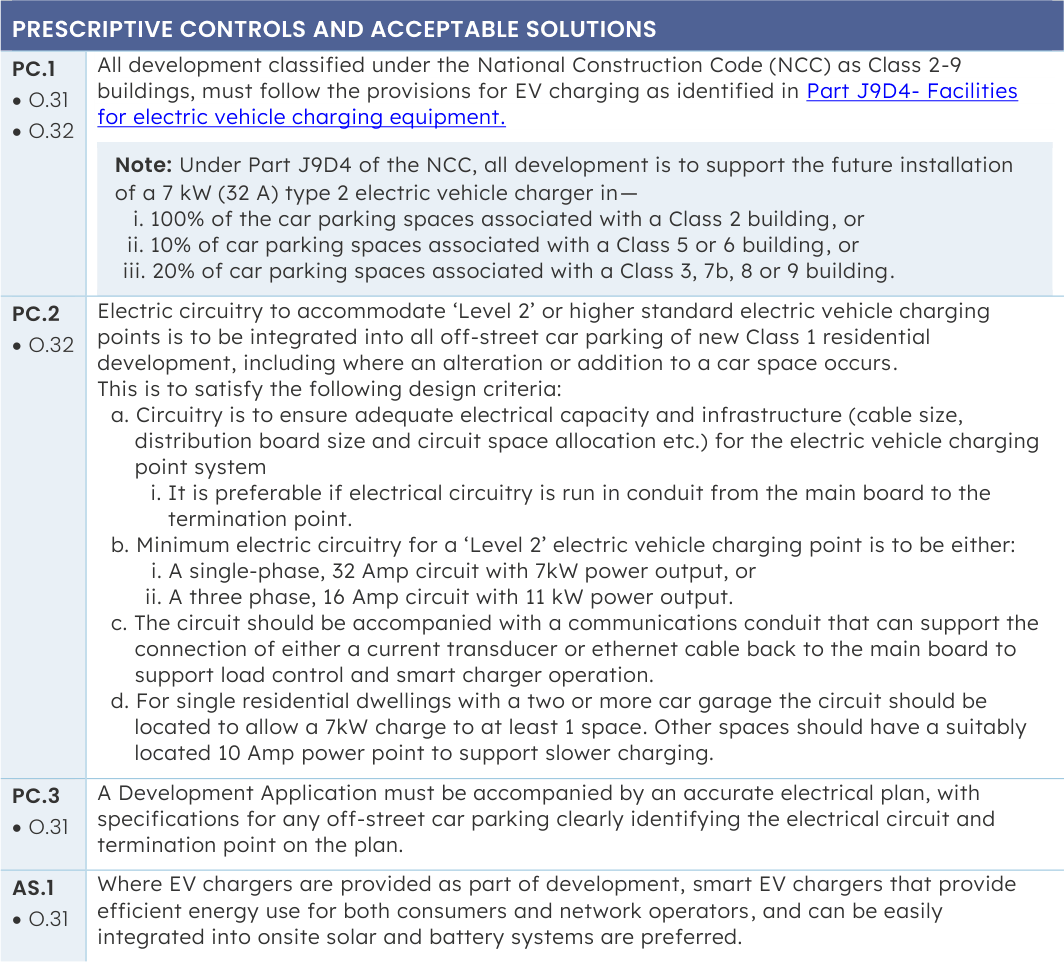 PRESCRIPTIVE CONTROLS AND ACCEPTABLE SOLUTIONS
PC.1
• O.31
• O.32
All development classified under the National Construction Code (NCC) as Class 2-9
buildings, must follow the provisions for EV charging as identified in Part J9D4- Facilities
for electric vehicle charging equipment.
Note: Under Part J9D4 of the NCC, all development is to support the future installation
of a 7 kW (32 A) type 2 electric vehicle charger in—
i. 100% of the car parking spaces associated with a Class 2 building, or
ii. 10% of car parking spaces associated with a Class 5 or 6 building, or
iii. 20% of car parking spaces associated with a Class 3, 7b, 8 or 9 building.
PC.2
• O.32
Electric circuitry to accommodate ‘Level 2’ or higher standard electric vehicle charging
points is to be integrated into all off-street car parking of new Class 1 residential
development, including where an alteration or addition to a car space occurs.
This is to satisfy the following design criteria:
a. Circuitry is to ensure adequate electrical capacity and infrastructure (cable size,
distribution board size and circuit space allocation etc.) for the electric vehicle charging
point system
i. It is preferable if electrical circuitry is run in conduit from the main board to the
termination point.
b. Minimum electric circuitry for a ‘Level 2’ electric vehicle charging point is to be either:
i. A single-phase, 32 Amp circuit with 7kW power output, or
ii. A three phase, 16 Amp circuit with 11 kW power output.
c. The circuit should be accompanied with a communications conduit that can support the
connection of either a current transducer or ethernet cable back to the main board to
support load control and smart charger operation.
d. For single residential dwellings with a two or more car garage the circuit should be
located to allow a 7kW charge to at least 1 space. Other spaces should have a suitably
located 10 Amp power point to support slower charging.
PC.3
• O.31
A Development Application must be accompanied by an accurate electrical plan, with
specifications for any off-street car parking clearly identifying the electrical circuit and
termination point on the plan.
AS.1
• O.31
Where EV chargers are provided as part of development, smart EV chargers that provide
efficient energy use for both consumers and network operators, and can be easily
integrated into onsite solar and battery systems are preferred.